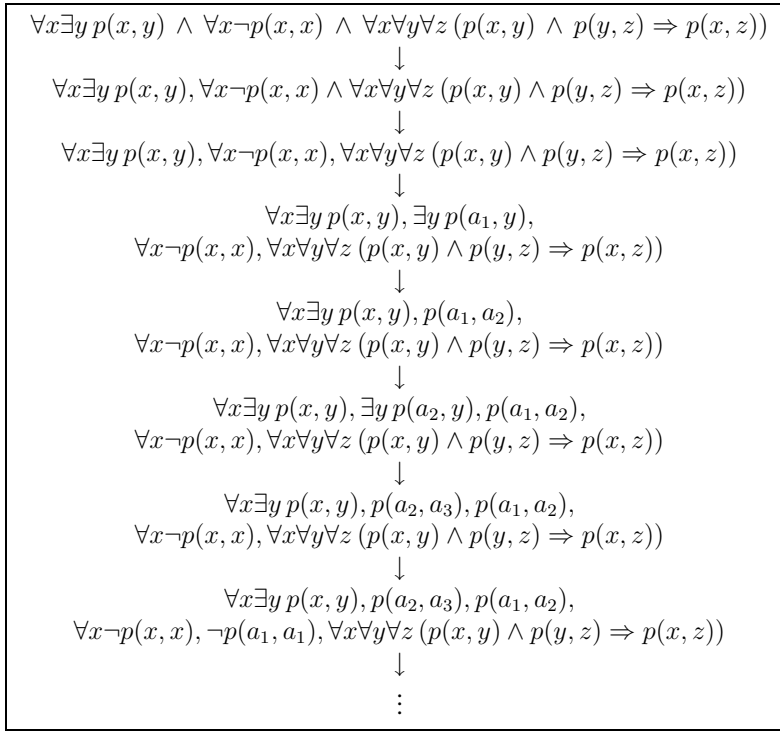 ∀x∃y p(x, y) ∧ ∀x¬p(x, x) ∧ ∀x∀y∀z (p(x, y) ∧ p(y, z) ⇒ p(x, z))
↓
∀x∃y p(x, y), ∀x¬p(x, x) ∧ ∀x∀y∀z (p(x, y) ∧ p(y, z) ⇒ p(x, z))
↓
∀x∃y p(x, y), ∀x¬p(x, x), ∀x∀y∀z (p(x, y) ∧ p(y, z) ⇒ p(x, z))
↓
∀x∃y p(x, y), ∃y p(a₁, y),
∀x¬p(x, x), ∀x∀y∀z (p(x, y) ∧ p(y, z) ⇒ p(x, z))
↓
∀x∃y p(x, y), p(a₁, a₂),
∀x¬p(x, x), ∀x∀y∀z (p(x, y) ∧ p(y, z) ⇒ p(x, z))
↓
∀x∃y p(x, y), ∃y p(a₂, y), p(a₁, a₂),
∀x¬p(x, x), ∀x∀y∀z (p(x, y) ∧ p(y, z) ⇒ p(x, z))
↓
∀x∃y p(x, y), p(a₂, a₃), p(a₁, a₂),
∀x¬p(x, x), ∀x∀y∀z (p(x, y) ∧ p(y, z) ⇒ p(x, z))
↓
∀x∃y p(x, y), p(a₂, a₃), p(a₁, a₂),
∀x¬p(x, x), ¬p(a₁, a₁), ∀x∀y∀z (p(x, y) ∧ p(y, z) ⇒ p(x, z))
↓
⋮